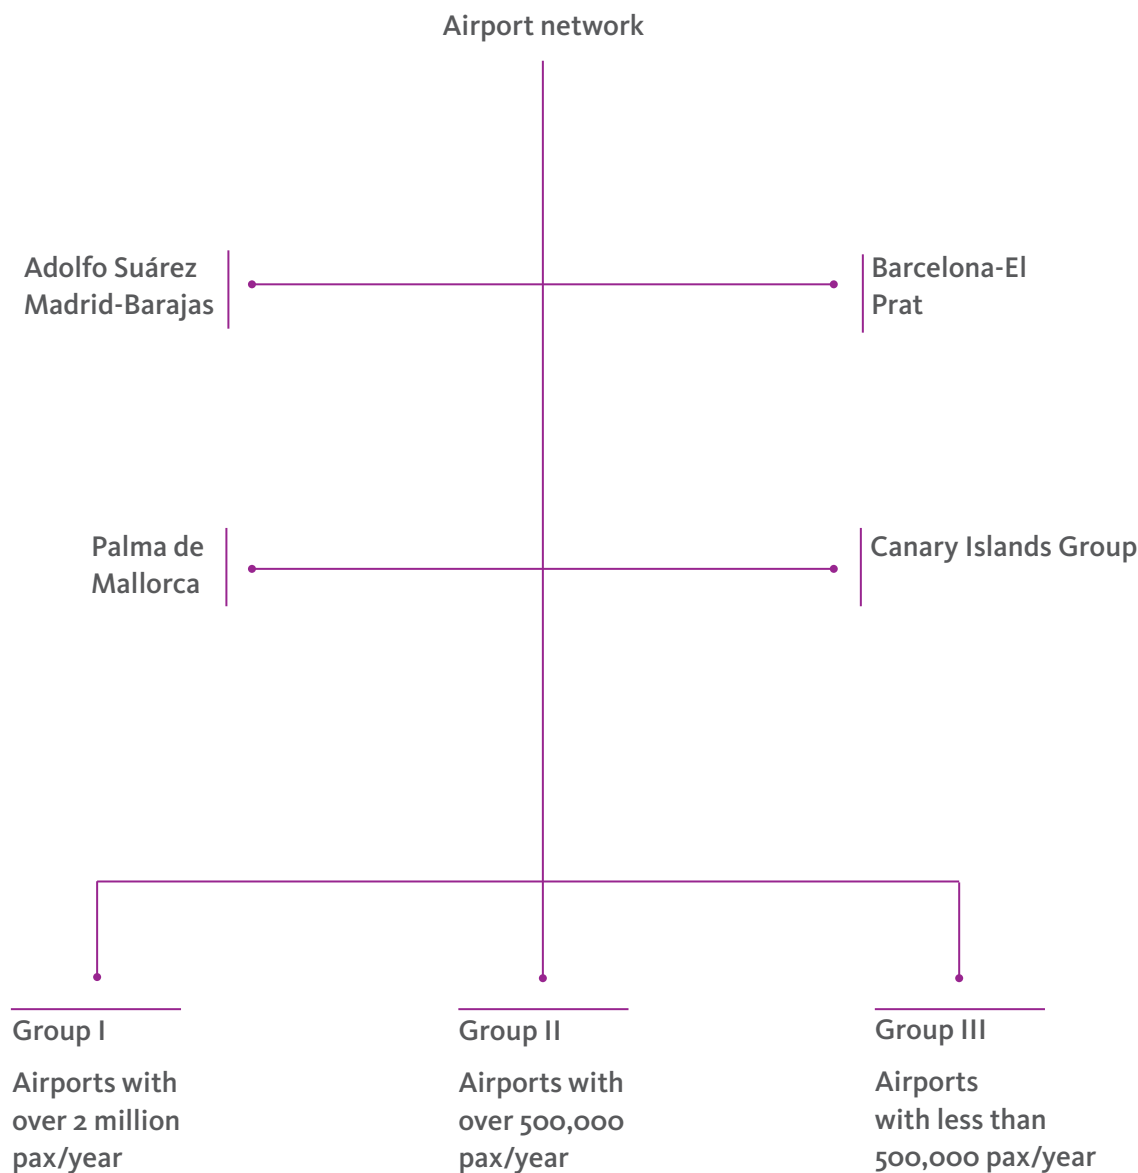 Airport network
Adolfo Suárez
Madrid-Barajas
Barcelona-El
Prat
Palma de
Mallorca
Canary Islands Group
Group I
Airports with
over 2 million
pax/year
Group II
Airports with
over 500,000
pax/year
Group III
Airports
with less than
500,000 pax/year